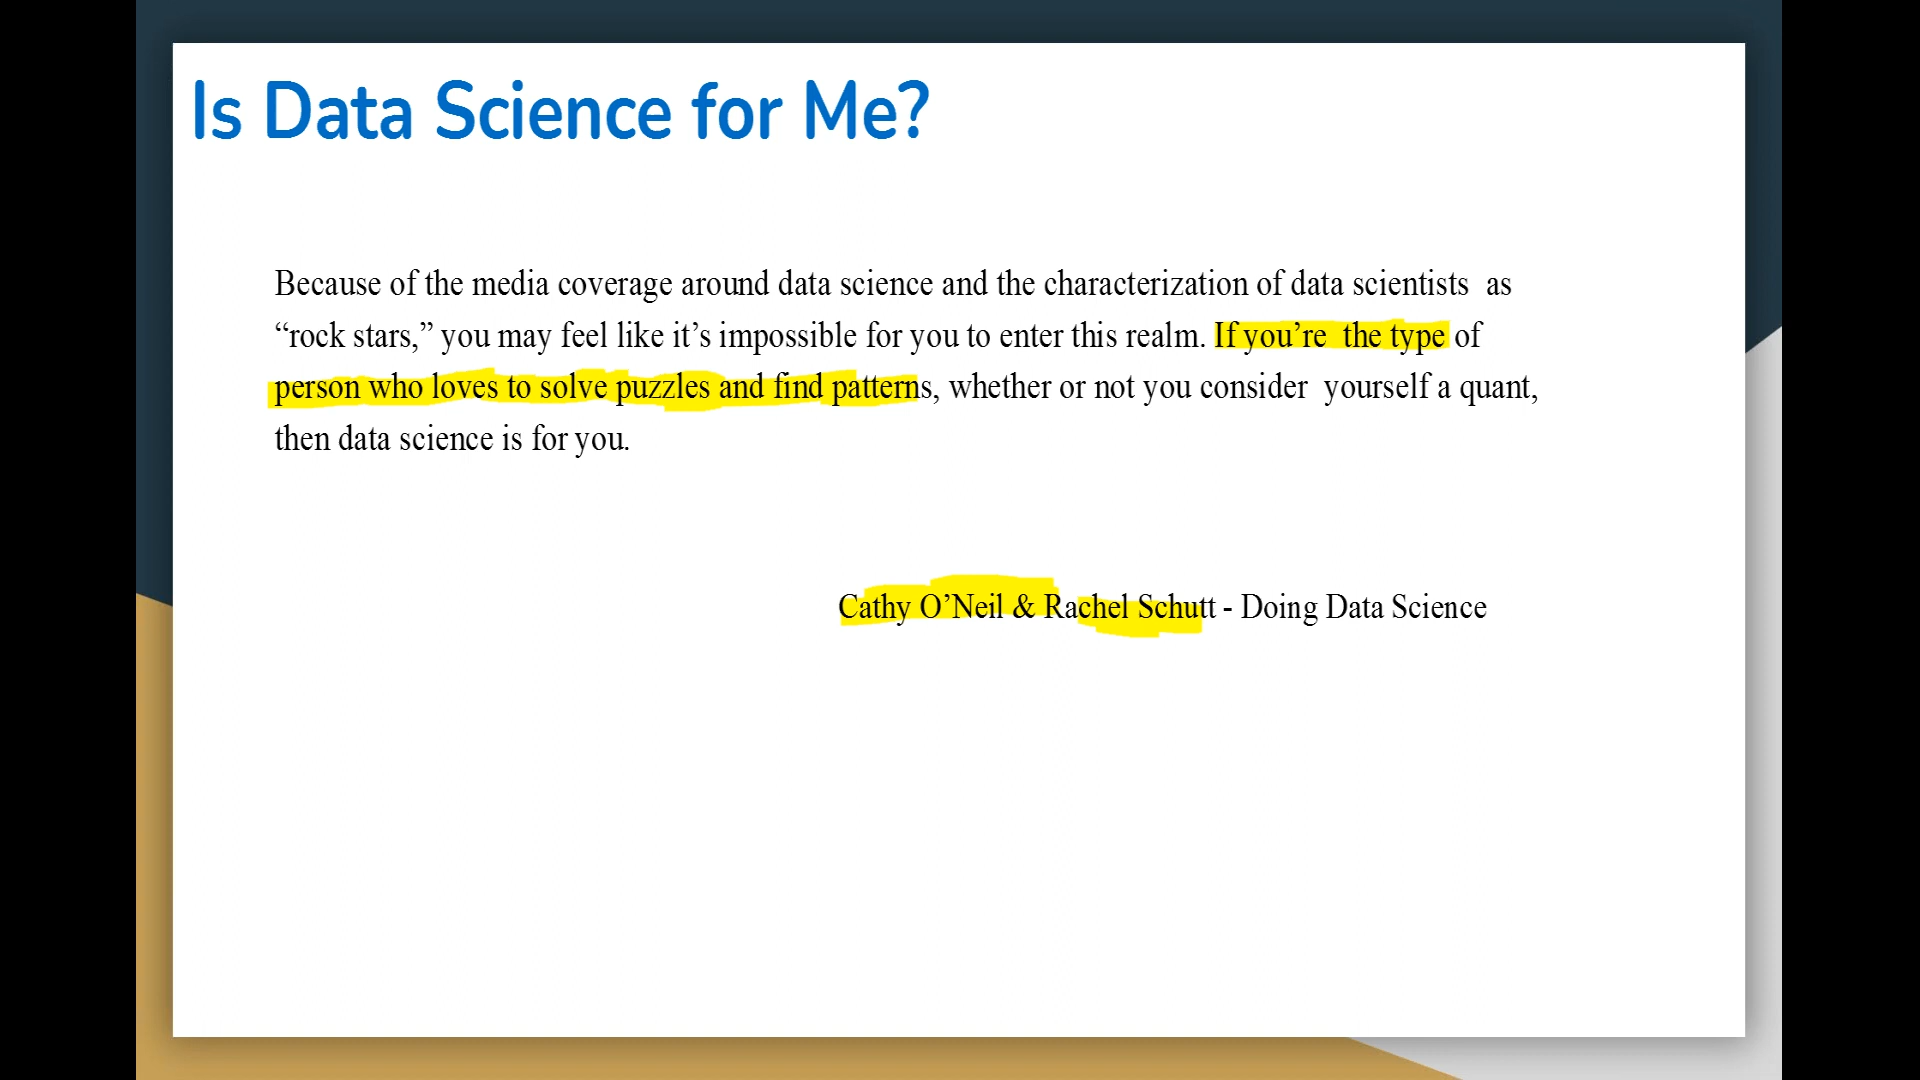 Is Data Science for Me?
Because of the media coverage around data science and the characterization of data scientists  as
“rock stars,” you may feel like it’s impossible for you to enter this realm. If you’re  the type of
person who loves to solve puzzles and find patterns, whether or not you consider  yourself a quant,
then data science is for you.
Cathy O’Neil & Rachel Schutt - Doing Data Science